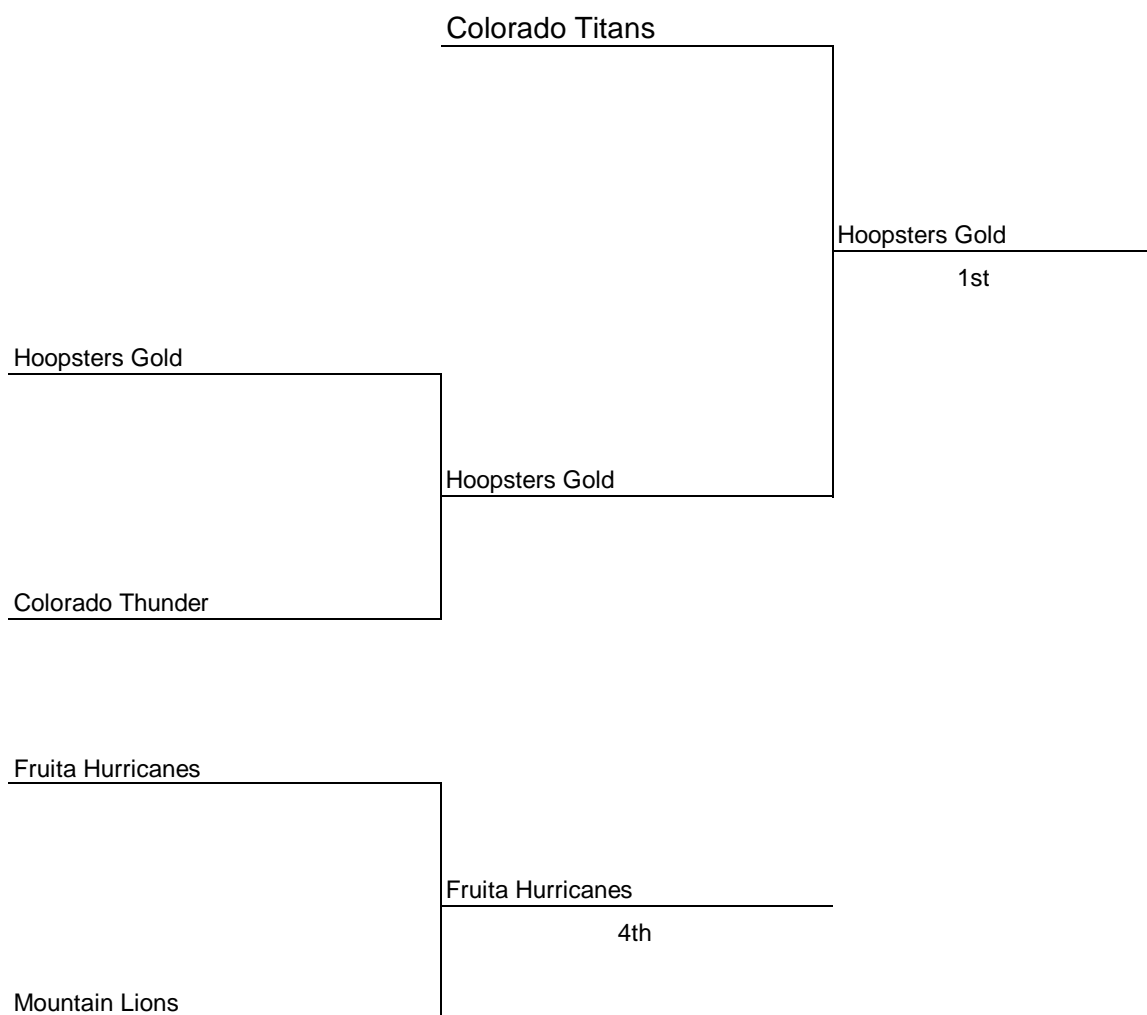 Colorado Titans
Hoopsters Gold
1st
Hoopsters Gold
Hoopsters Gold
Colorado Thunder
Fruita Hurricanes
Fruita Hurricanes
4th
Mountain Lions